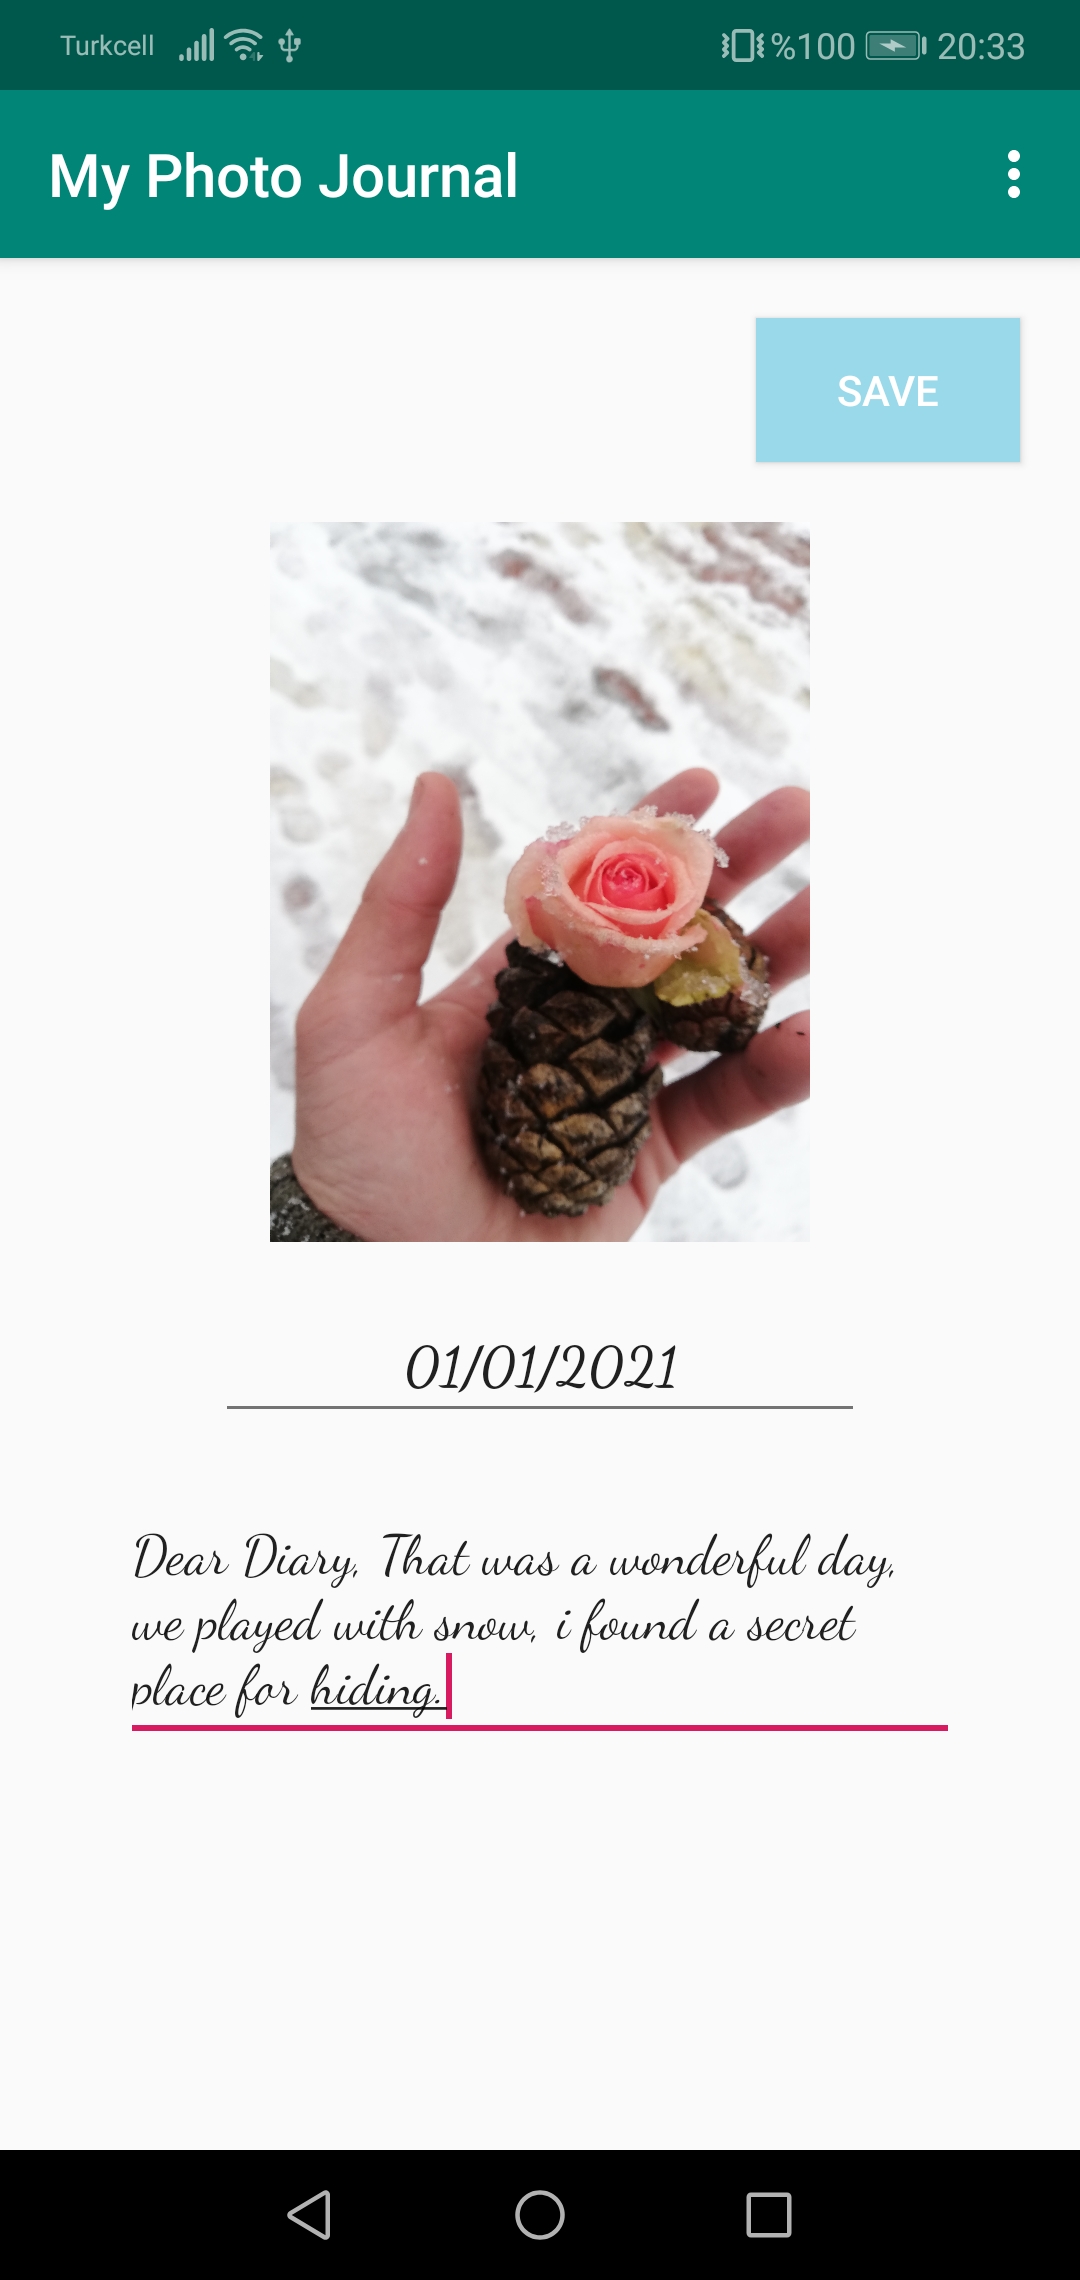 Turkcell %100 20:33
My Photo Journal
SAVE
01/01/2021
Dear Diary, That was a wonderful day,
we played with snow, i found a secret
place for hiding.